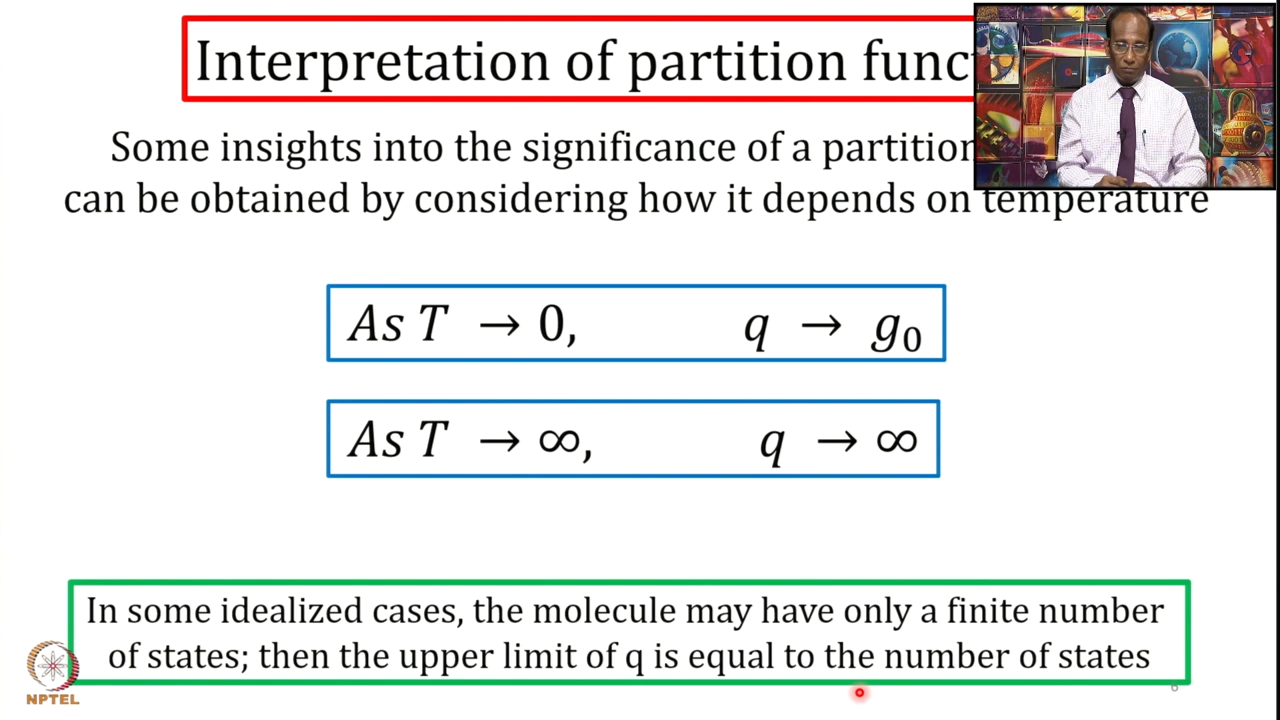 Interpretation of partition func
Some insights into the significance of a partition
can be obtained by considering how it depends on temperature
As T → 0, q → g₀
As T → ∞, q → ∞
In some idealized cases, the molecule may have only a finite number
of states; then the upper limit of q is equal to the number of states
6
NPTEL